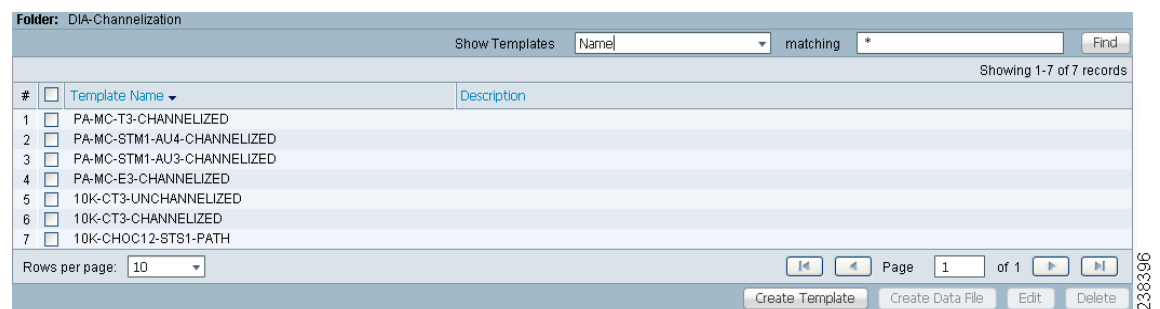 Folder: DIA-Channelization
Show Templates Name matching * Find
Showing 1-7 of 7 records
# Template Name Description
1 PA-MC-T3-CHANNELIZED
2 PA-MC-STM1-AU4-CHANNELIZED
3 PA-MC-STM1-AU3-CHANNELIZED
4 PA-MC-E3-CHANNELIZED
5 10K-CT3-UNCHANNELIZED
6 10K-CT3-CHANNELIZED
7 10K-CHOC12-STS1-PATH
Rows per page: 10 Page 1 of 1
Create Template Create Data File Edit Delete
238396